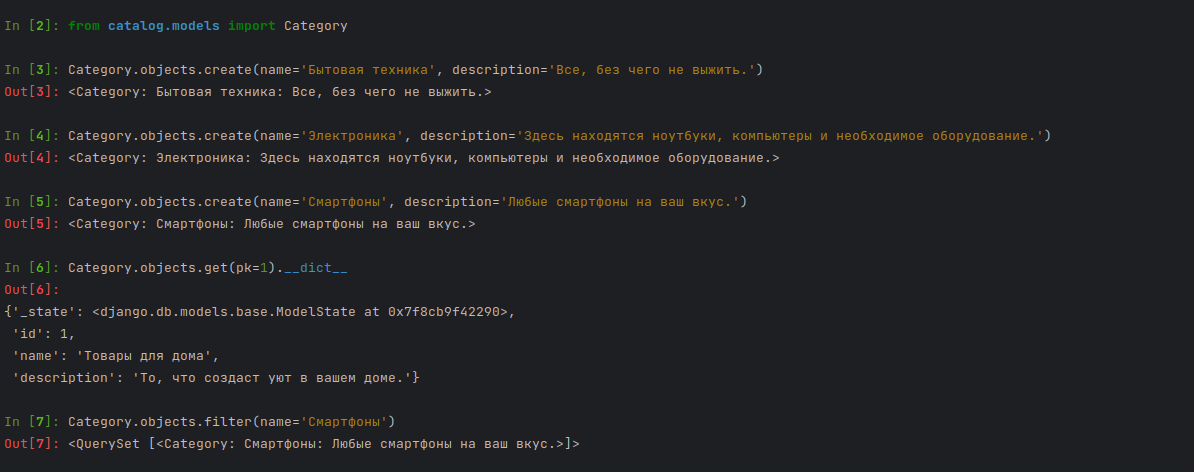 In [2]: from catalog.models import Category
In [3]: Category.objects.create(name='Бытовая техника', description='Все, без чего не выжить.')
Out[3]: <Category: Бытовая техника: Все, без чего не выжить.>
In [4]: Category.objects.create(name='Электроника', description='Здесь находятся ноутбуки, компьютеры и необходимое оборудование.')
Out[4]: <Category: Электроника: Здесь находятся ноутбуки, компьютеры и необходимое оборудование.>
In [5]: Category.objects.create(name='Смартфоны', description='Любые смартфоны на ваш вкус.')
Out[5]: <Category: Смартфоны: Любые смартфоны на ваш вкус.>
In [6]: Category.objects.get(pk=1).__dict__
Out[6]:
{'_state': <django.db.models.base.ModelState at 0x7f8cb9f42290>,
 'id': 1,
 'name': 'Товары для дома',
 'description': 'То, что создаст уют в вашем доме.'}
In [7]: Category.objects.filter(name='Смартфоны')
Out[7]: <QuerySet [<Category: Смартфоны: Любые смартфоны на ваш вкус.>]>